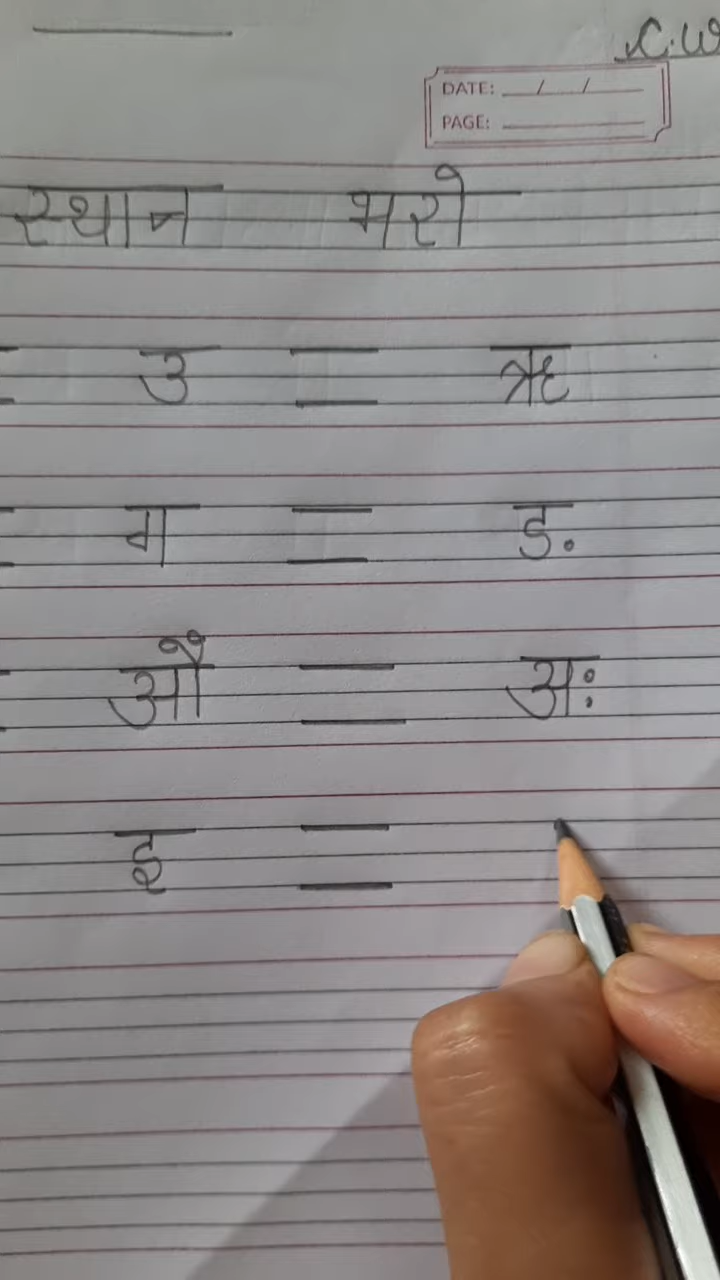 C.W
DATE: / /
PAGE:
स्थान भरो
उ ऋ
ग ङ
औ अः
इ